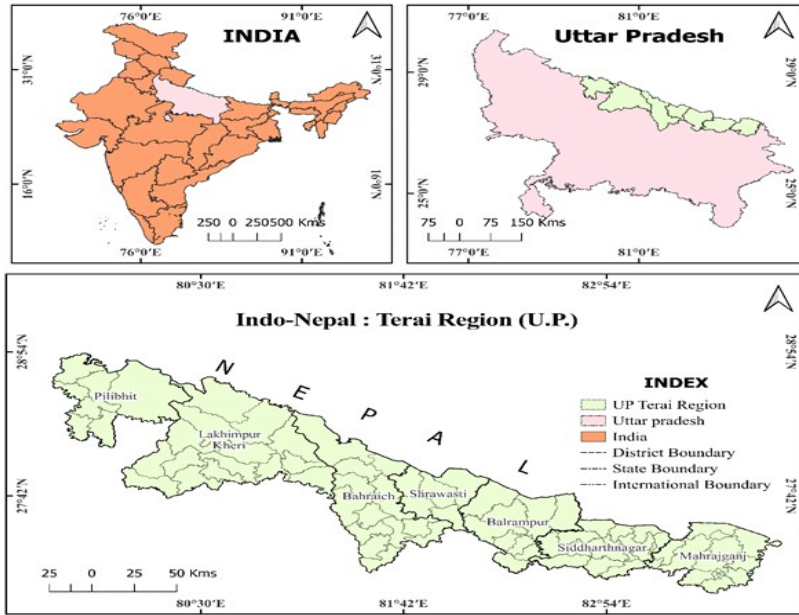 76°0'E 91°0'E
INDIA
31°0'N 31°0'N
16°0'N 16°0'N
250 0 250500 Kms
76°0'E 91°0'E
77°0'E 81°0'E
Uttar Pradesh
29°0'N 29°0'N
25°0'N 25°0'N
75 0 75 150 Kms
77°0'E 81°0'E
80°30'E 81°42'E 82°54'E
Indo-Nepal : Terai Region (U.P.)
28°54'N 28°54'N
NEPAL
INDEX
UP Terai Region
Uttar pradesh
India
District Boundary
State Boundary
International Boundary
Pilibhit
Lakhimpur
Kheri
Bahraich
Shrawasti
Balrampur
Siddharthnagar
Mahrajganj
27°42'N 27°42'N
25 0 25 50 Kms
80°30'E 81°42'E 82°54'E